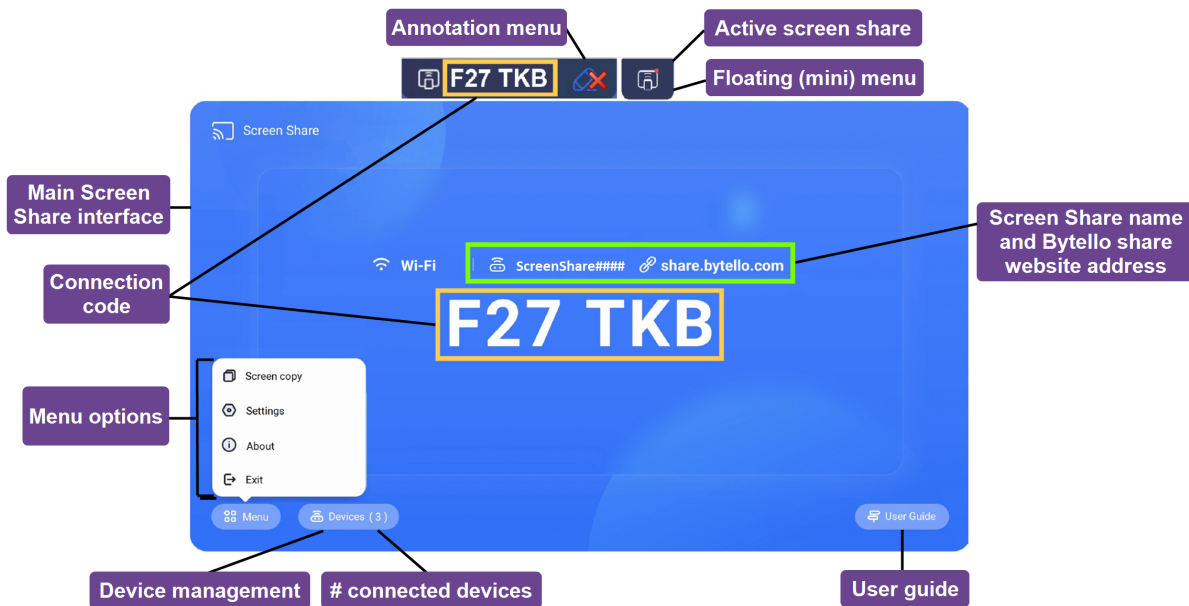 Annotation menu
Active screen share
F27 TKB
Floating (mini) menu
Screen Share
Main Screen
Share interface
Screen Share name
and Bytello share
website address
Wi-Fi
ScreenShare####
share.bytello.com
Connection
code
F27 TKB
Menu options
Screen copy
Settings
About
Exit
Menu
Devices ( 3 )
User Guide
Device management
# connected devices
User guide